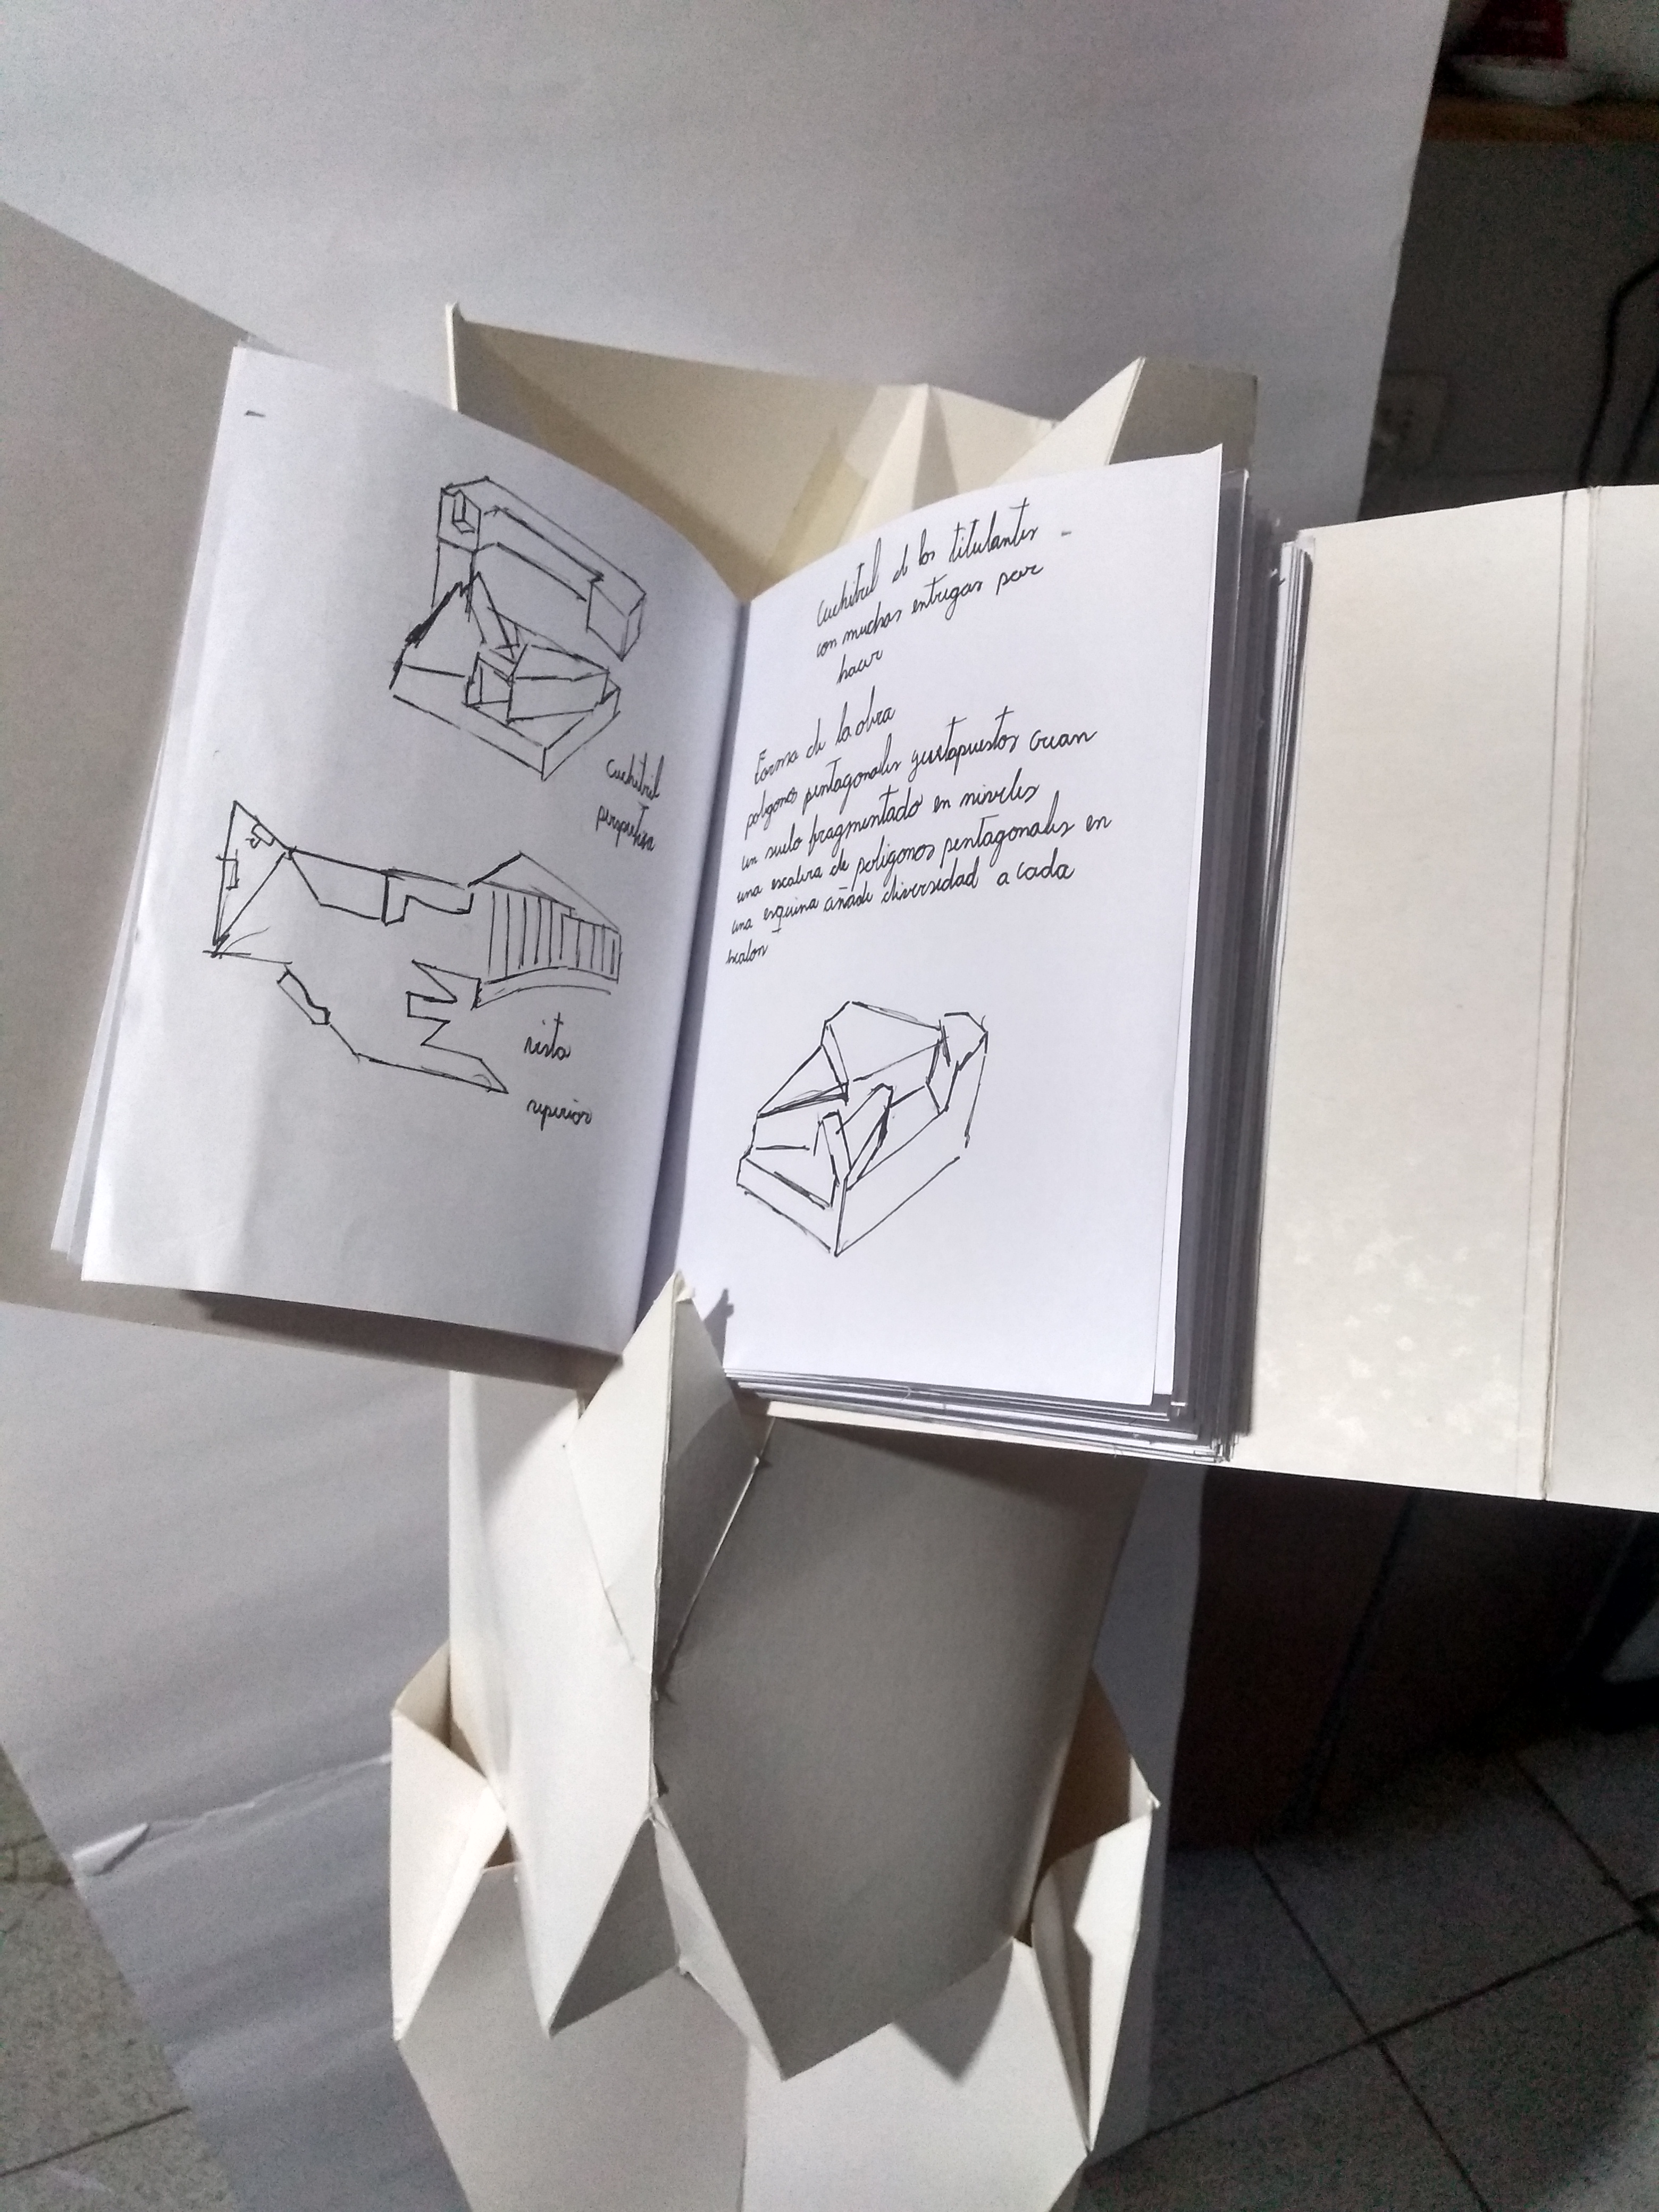 cuchitril
perspectiva
vista
superior
Cuchitril de los titulantes -
con muchas entregas por
hacer
Forma de la obra
poligonos pentagonales yuxtapuestos crean
un suelo fragmentado en niveles
una escalera de poligonos pentagonales en
una esquina añade diversidad a cada
escalon